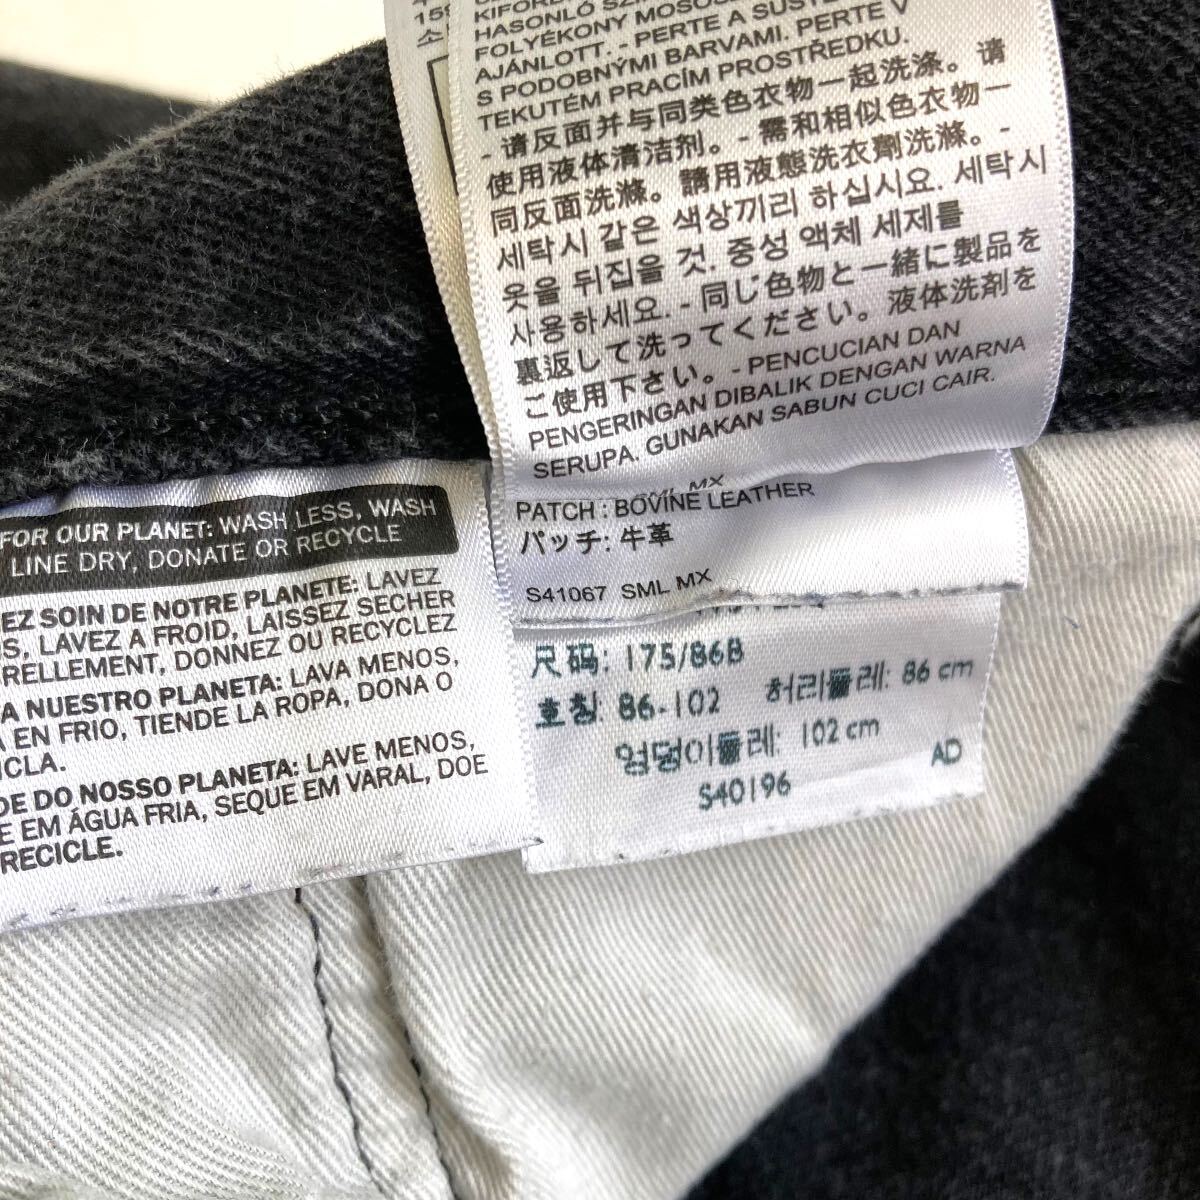 159
소
KIFORD
HASONLÓ
FOLYÉKONY
AJÁNLOTT. - PERTE A
S PODOBNÝMI BARVAMI. PERTE V
TEKUTÉM PRACÍM PROSTŘEDKU.
- 请反面并与同类色衣物一起洗涤。请
使用液体清洁剂。 - 需和相似色衣物一
同反面洗滌。請用液態洗衣劑洗滌。 -
세탁시 같은 색상끼리 하십시요. 세탁시
옷을 뒤집을 것. 중성 액체 세제를
사용하세요. - 同じ色物と一緒に製品を
裏返して洗ってください。液体洗剤を
ご使用下さい。 - PENCUCIAN DAN
PENGERINGAN DIBALIK DENGAN WARNA
SERUPA. GUNAKAN SABUN CUCI CAIR.
SML MX
PATCH : BOVINE LEATHER
パッチ: 牛革
S41067 SML MX
尺码: 175/86B
호칭: 86-102 허리둘레: 86 cm
엉덩이둘레: 102 cm
S40196 AD
FOR OUR PLANET: WASH LESS, WASH
LINE DRY, DONATE OR RECYCLE
EZ SOIN DE NOTRE PLANETE: LAVEZ
S, LAVEZ A FROID, LAISSEZ SECHER
RELLEMENT, DONNEZ OU RECYCLEZ
A NUESTRO PLANETA: LAVA MENOS,
A EN FRIO, TIENDE LA ROPA, DONA O
ICLA.
DE DO NOSSO PLANETA: LAVE MENOS,
E EM ÁGUA FRIA, SEQUE EM VARAL, DOE
RECICLE.